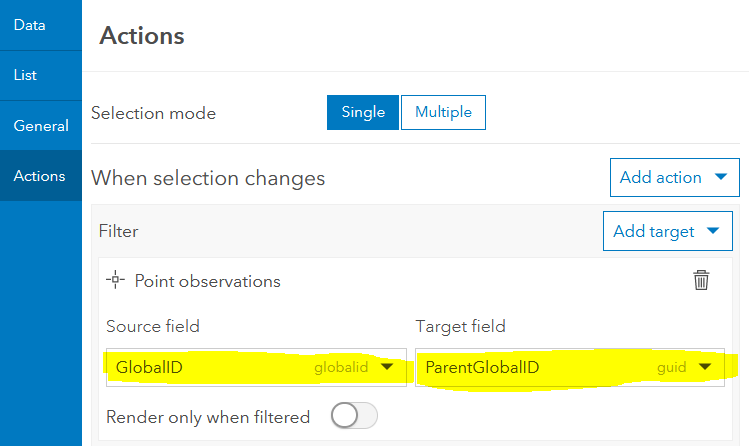 Data
List
General
Actions
Actions
Selection mode
Single
Multiple
When selection changes
Add action
Filter
Add target
Point observations
Source field
Target field
GlobalID globalid
ParentGlobalID guid
Render only when filtered